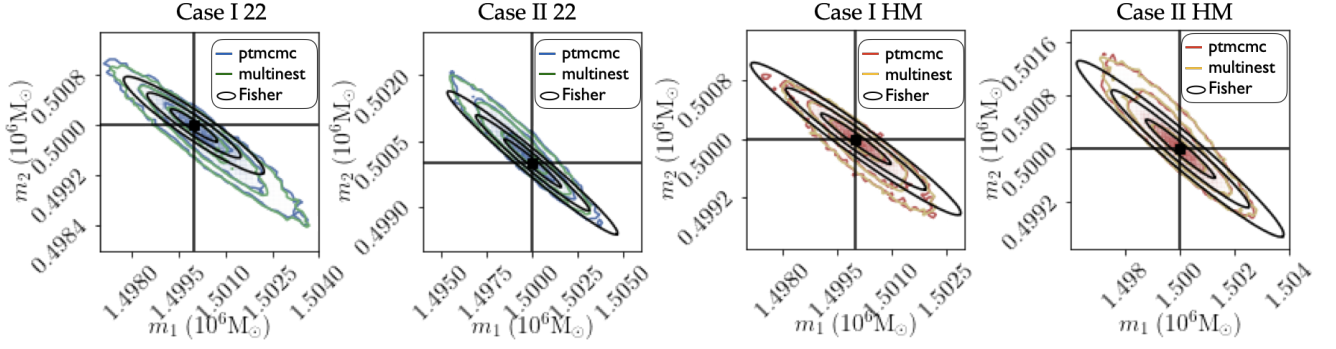 Case I 22
ptmcmc
multinest
Fisher
m₂ (10⁶M☉)
0.5008
0.5000
0.4992
0.4984
1.4980
1.4995
1.5010
1.5025
1.5040
m₁ (10⁶M☉)
Case II 22
ptmcmc
multinest
Fisher
m₂ (10⁶M☉)
0.5020
0.5005
0.4990
1.4950
1.4975
1.5000
1.5025
1.5050
m₁ (10⁶M☉)
Case I HM
ptmcmc
multinest
Fisher
m₂ (10⁶M☉)
0.5008
0.5000
0.4992
1.4980
1.4995
1.5010
1.5025
m₁ (10⁶M☉)
Case II HM
ptmcmc
multinest
Fisher
m₂ (10⁶M☉)
0.5016
0.5008
0.5000
0.4992
1.498
1.500
1.502
1.504
m₁ (10⁶M☉)